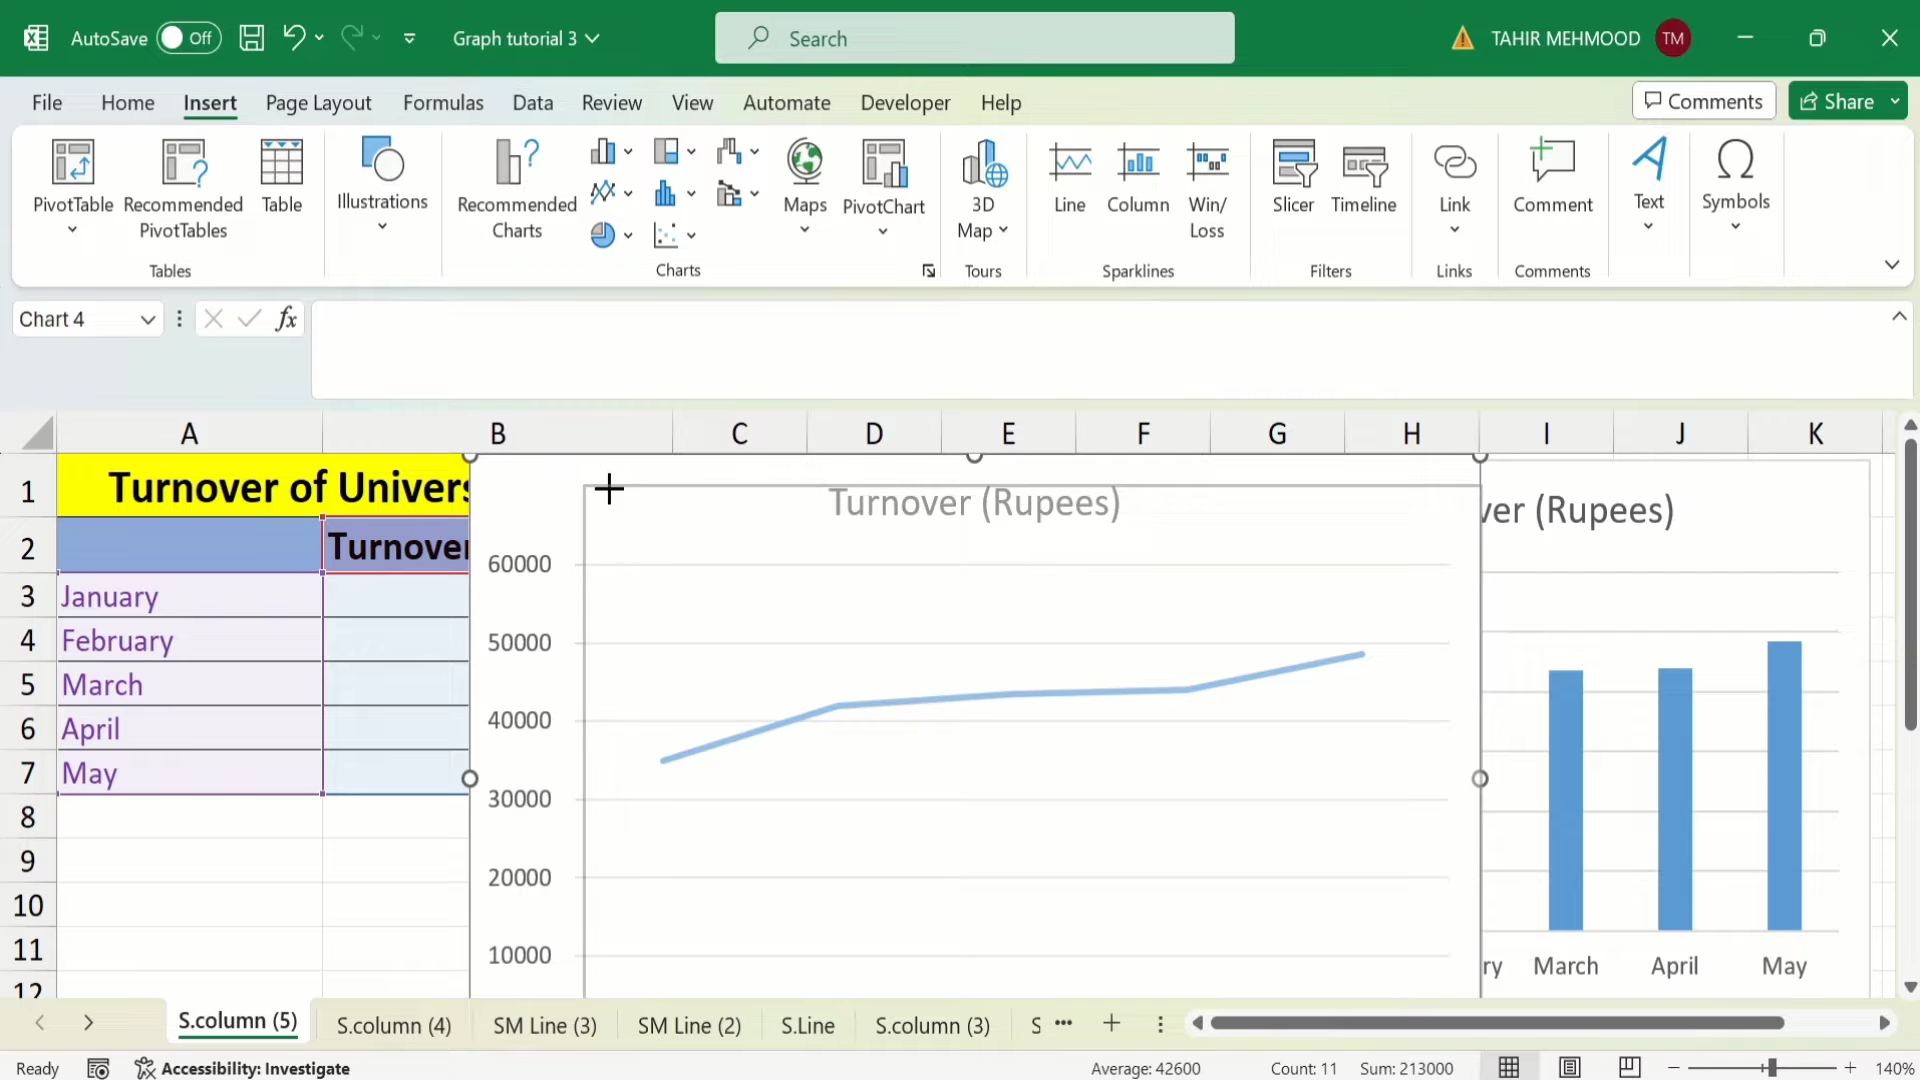 AutoSave Off Graph tutorial 3 Search TAHIR MEHMOOD TM
File Home Insert Page Layout Formulas Data Review View Automate Developer Help Comments Share
PivotTable Recommended PivotTables Table
Tables
Illustrations
Recommended Charts Maps PivotChart
Charts
3D Map
Tours
Line Column Win/ Loss
Sparklines
Slicer Timeline
Filters
Link
Links
Comment
Comments
Text
Symbols
Chart 4 fx
A B C D E F G H I J K
1 Turnover of Univers
2 Turnover
3 January
4 February
5 March
6 April
7 May
8
9
10
11
12
Turnover (Rupees)
60000
50000
40000
30000
20000
10000
ver (Rupees)
ry March April May
S.column (5) S.column (4) SM Line (3) SM Line (2) S.Line S.column (3) S ...
Ready Accessibility: Investigate Average: 42600 Count: 11 Sum: 213000 140%